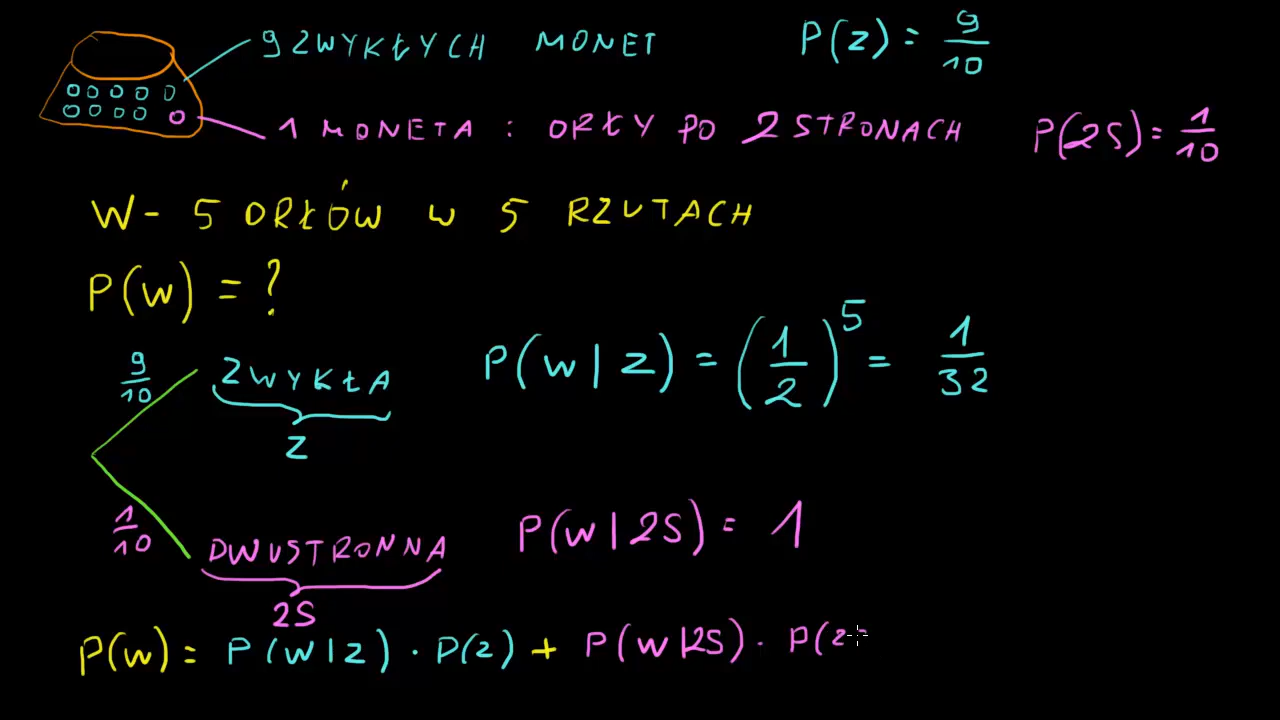 9 ZWYKŁYCH MONET P(Z) = 9/10
1 MONETA : ORŁY PO 2 STRONACH P(2S) = 1/10
W - 5 ORŁÓW W 5 RZUTACH
P(W) = ?
9/10 ZWYKŁA P(W|Z) = (1/2)^5 = 1/32
Z
1/10 DWUSTRONNA P(W|2S) = 1
2S
P(W) = P(W|Z) · P(Z) + P(W|2S) · P(2